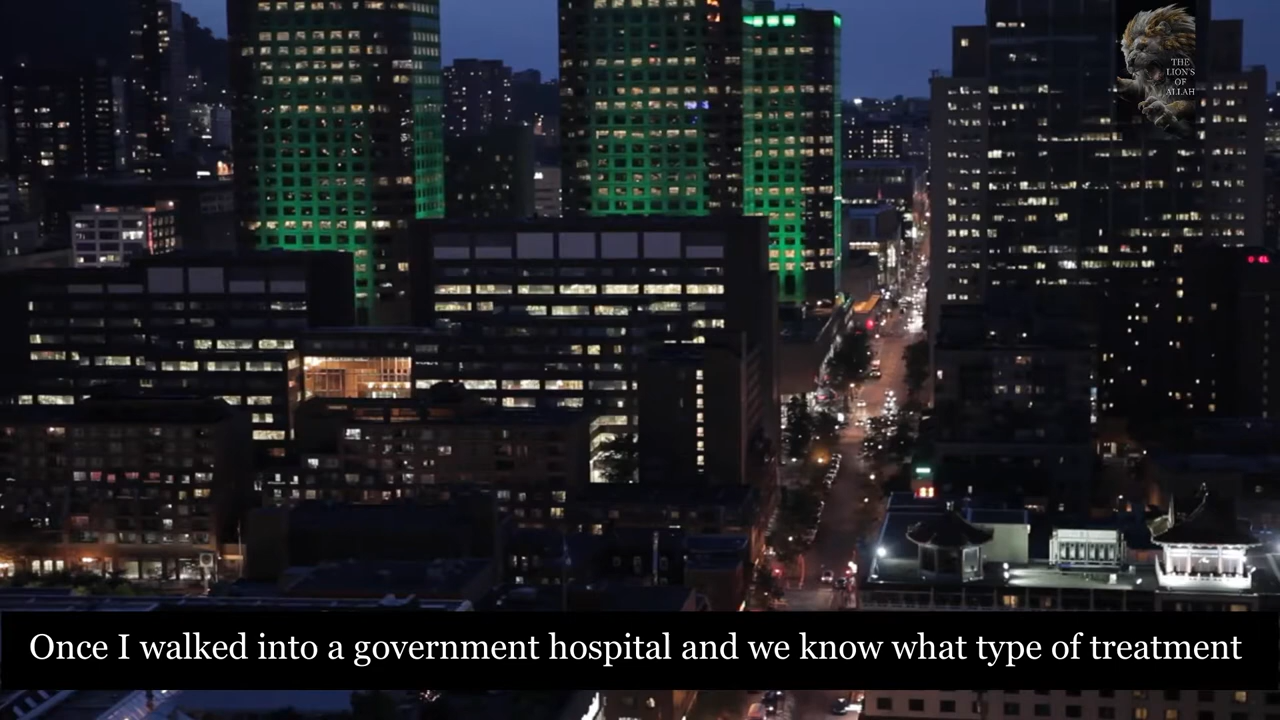 THE
LION'S
OF
ALLAH
Once I walked into a government hospital and we know what type of treatment